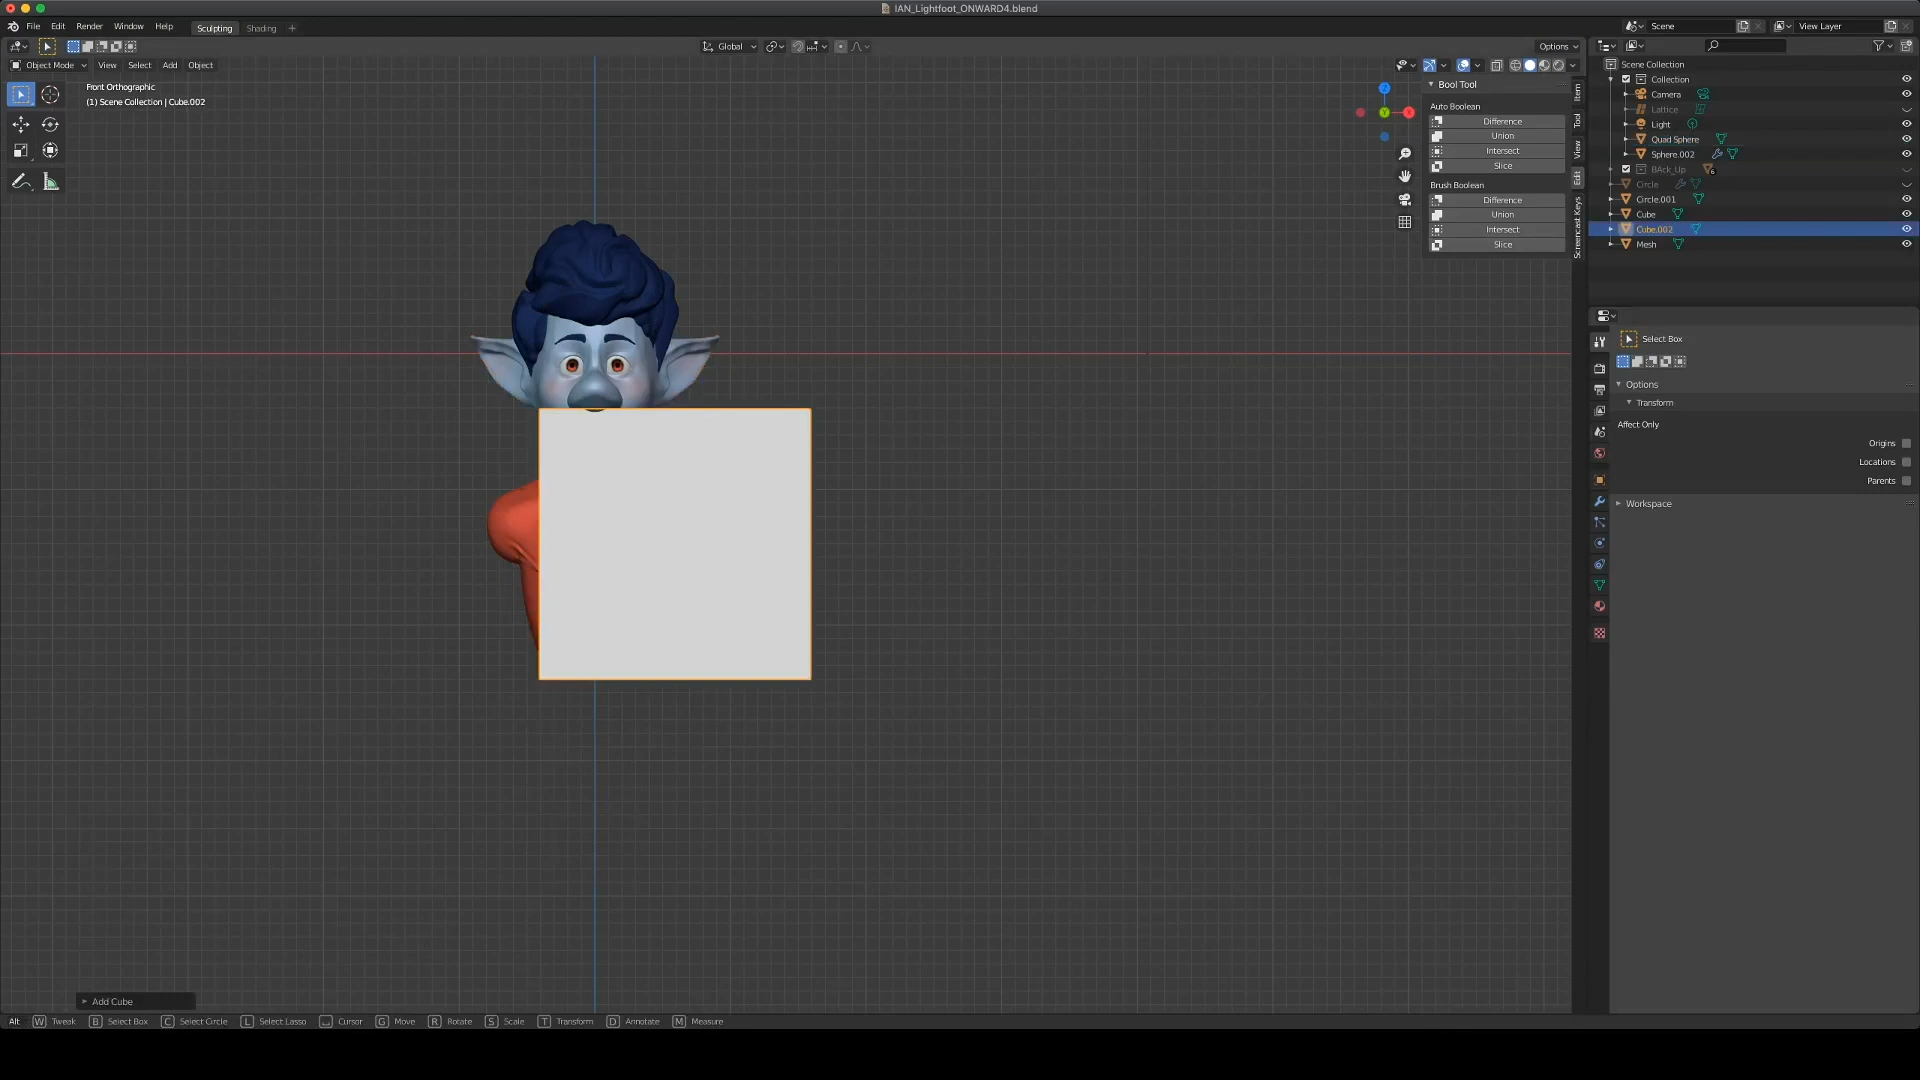 IAN_Lightfoot_ONWARD4.blend
File Edit Render Window Help Sculpting Shading + Scene View Layer
Global Options
Object Mode View Select Add Object
Front Orthographic
(1) Scene Collection | Cube.002
Z
Y
X
Bool Tool
Auto Boolean
Difference
Union
Intersect
Slice
Brush Boolean
Difference
Union
Intersect
Slice
Item
Tool
View
Edit
Screencast Keys
Scene Collection
Collection
Camera
Lattice
Light
Quad Sphere
Sphere.002
BAck_Up 6
Circle
Circle.001
Cube
Cube.002
Mesh
Select Box
Options
Transform
Affect Only
Origins
Locations
Parents
Workspace
Add Cube
Alt W Tweak B Select Box C Select Circle L Select Lasso Cursor G Move R Rotate S Scale T Transform D Annotate M Measure